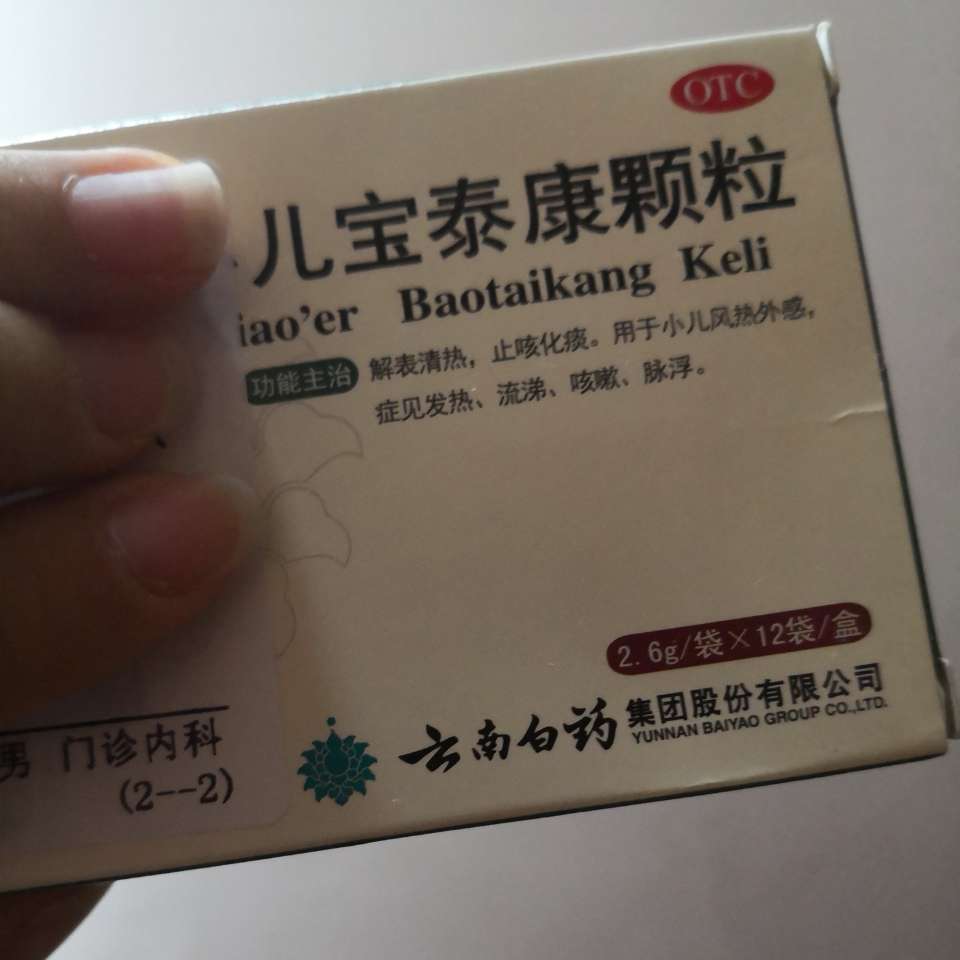 OTC
儿宝泰康颗粒
iao'er Baotaikang Keli
功能主治 解表清热，止咳化痰。用于小儿风热外感，
症见发热、流涕、咳嗽、脉浮。
2.6g/袋×12袋/盒
云南白药 集团股份有限公司
YUNNAN BAIYAO GROUP CO.,LTD.
男 门诊内科
(2--2)